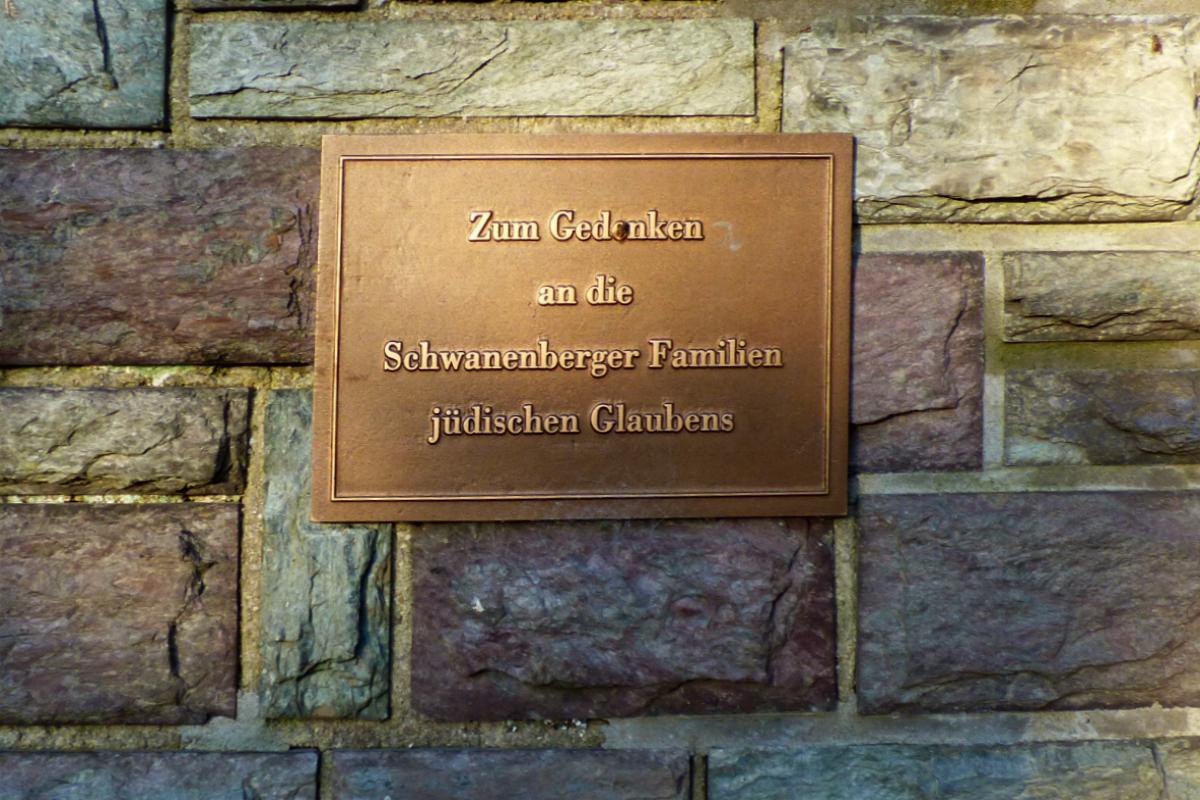 Zum Gedenken
an die
Schwanenberger Familien
jüdischen Glaubens